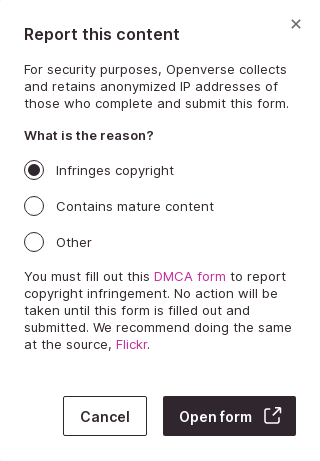 Report this content
For security purposes, Openverse collects
and retains anonymized IP addresses of
those who complete and submit this form.
What is the reason?
Infringes copyright
Contains mature content
Other
You must fill out this DMCA form to report
copyright infringement. No action will be
taken until this form is filled out and
submitted. We recommend doing the same
at the source, Flickr.
Cancel
Open form